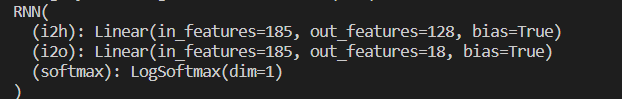 RNN(
  (i2h): Linear(in_features=185, out_features=128, bias=True)
  (i2o): Linear(in_features=185, out_features=18, bias=True)
  (softmax): LogSoftmax(dim=1)
)